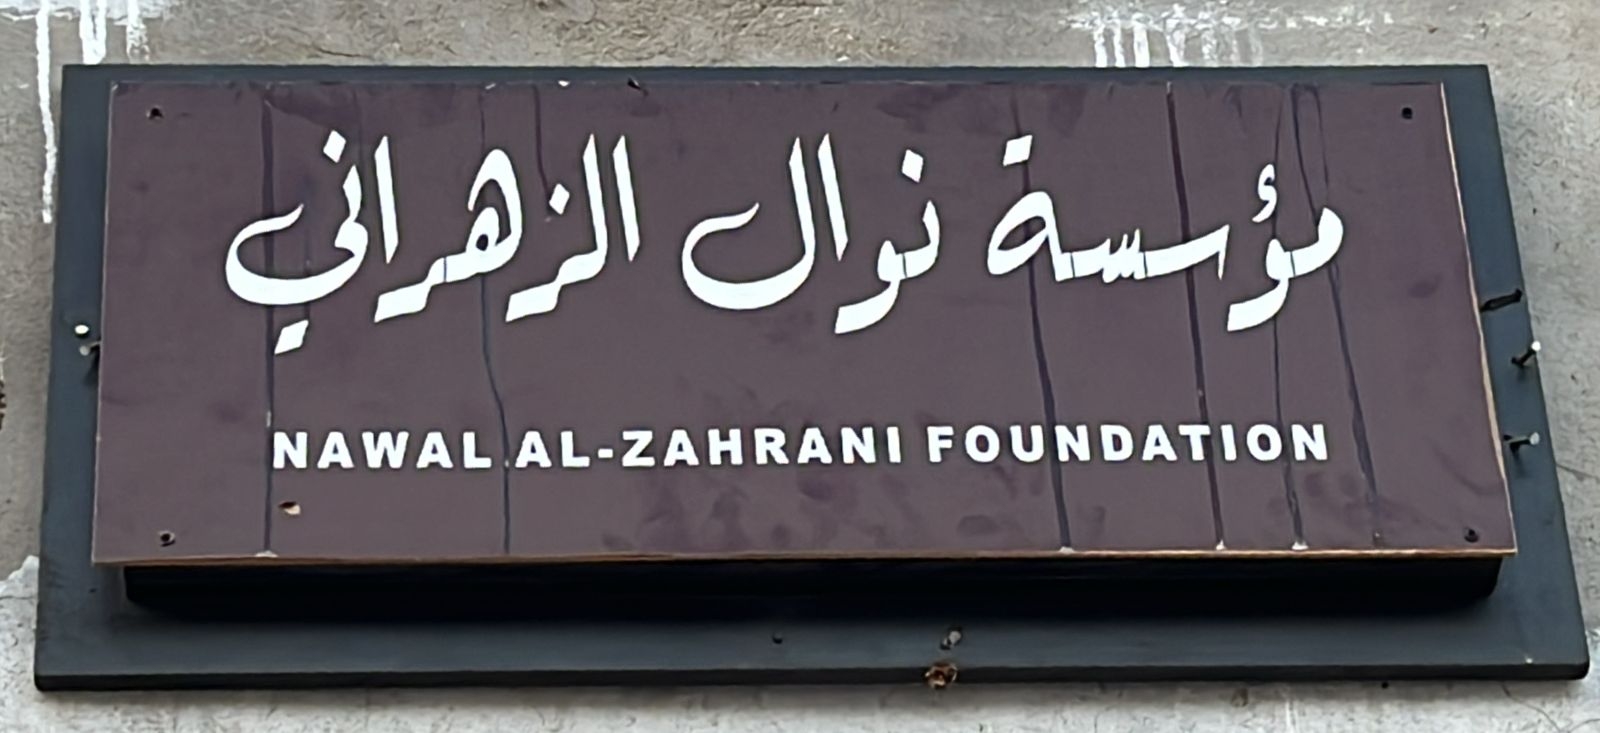 مؤسسة نوال الزهراني
NAWAL AL-ZAHRANI FOUNDATION